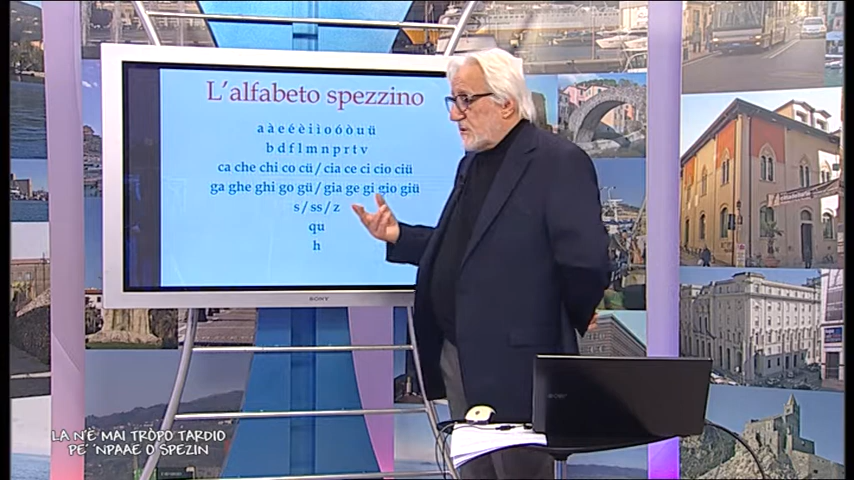 L'alfabeto spezzino
a à e é è i ì o ó ò u ü
b d f l m n p r t v
ca che chi co cü / cia ce ci cio ciü
ga ghe ghi go gü / gia ge gi gio giü
s / ss / z
qu
h
SONY
SONY
LA N'È MAI TRÒPO TARDIO
PE' 'NPAAE O SPEZIN